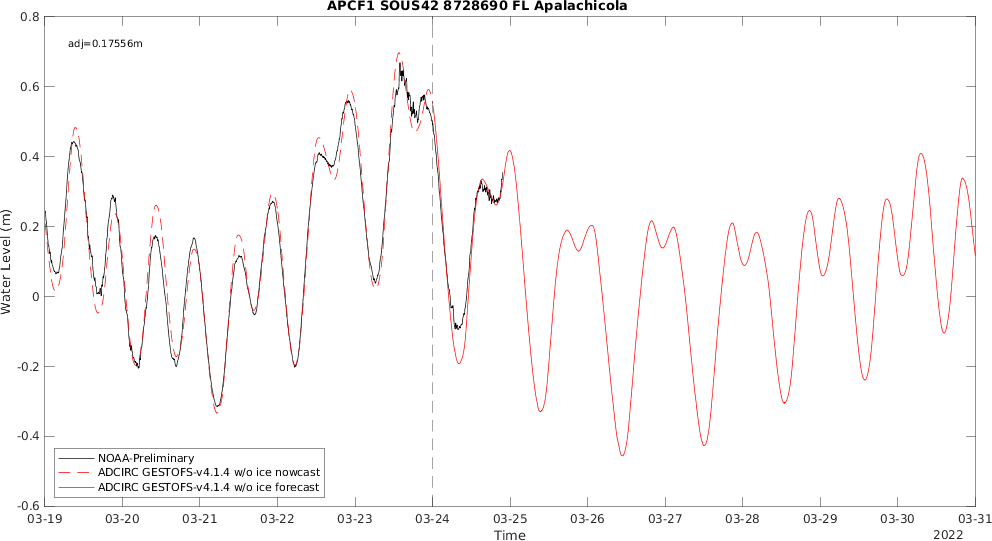 APCF1 SOUS42 8728690 FL Apalachicola
adj=0.17556m
0.8
0.6
0.4
0.2
0
-0.2
-0.4
-0.6
Water Level (m)
NOAA-Preliminary
ADCIRC GESTOFS-v4.1.4 w/o ice nowcast
ADCIRC GESTOFS-v4.1.4 w/o ice forecast
03-19 03-20 03-21 03-22 03-23 03-24 03-25 03-26 03-27 03-28 03-29 03-30 03-31
Time
2022